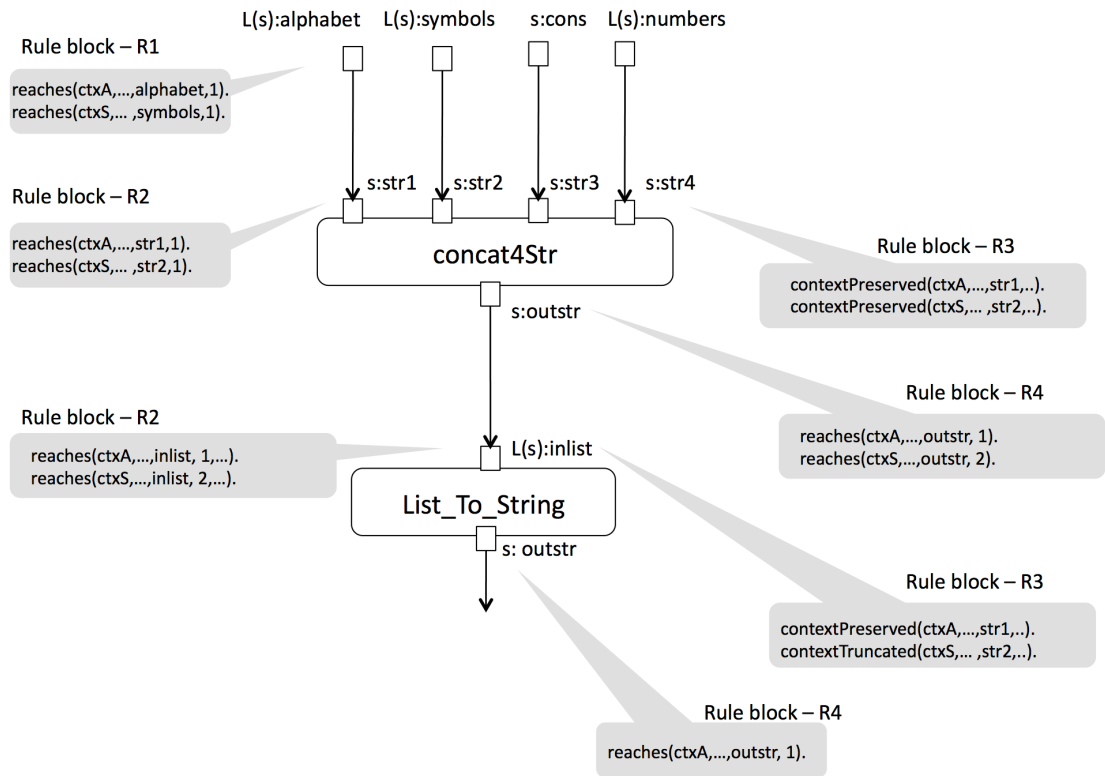 L(s):alphabet
L(s):symbols
s:cons
L(s):numbers
Rule block – R1
reaches(ctxA,...,alphabet,1).
reaches(ctxS,... ,symbols,1).
s:str1
s:str2
s:str3
s:str4
Rule block – R2
reaches(ctxA,...,str1,1).
reaches(ctxS,... ,str2,1).
concat4Str
Rule block – R3
contextPreserved(ctxA,...,str1,..).
contextPreserved(ctxS,... ,str2,..).
s:outstr
Rule block – R4
reaches(ctxA,...,outstr, 1).
reaches(ctxS,...,outstr, 2).
Rule block – R2
reaches(ctxA,...,inlist, 1,...).
reaches(ctxS,...,inlist, 2,...).
L(s):inlist
List_To_String
s: outstr
Rule block – R3
contextPreserved(ctxA,...,str1,..).
contextTruncated(ctxS,... ,str2,..).
Rule block – R4
reaches(ctxA,...,outstr, 1).